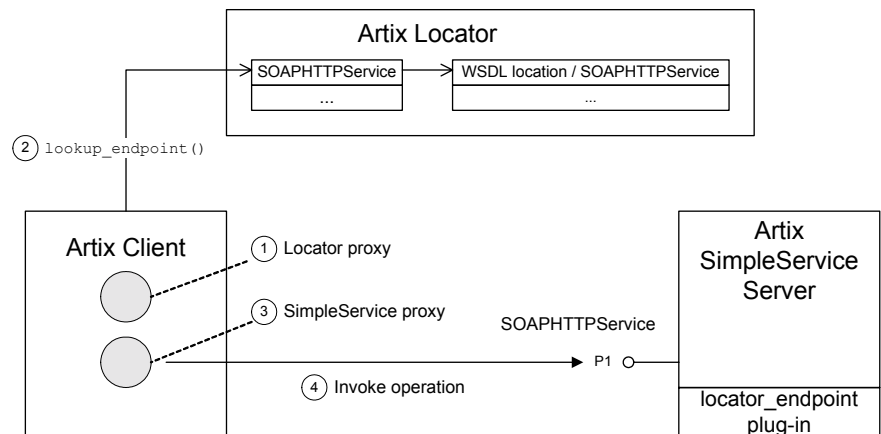 Artix Locator
SOAPHTTPService
WSDL location / SOAPHTTPService
...
...
2 lookup_endpoint()
Artix Client
1 Locator proxy
3 SimpleService proxy
4 Invoke operation
SOAPHTTPService
P1
Artix
SimpleService
Server
locator_endpoint
plug-in